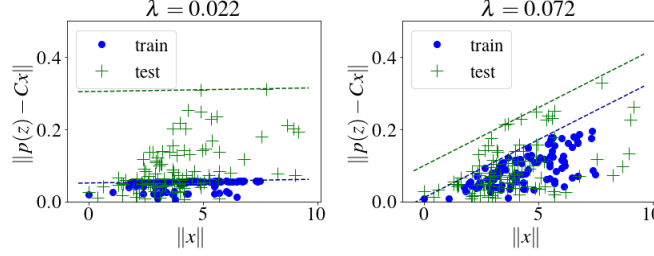 λ = 0.022
0.4
0.2
0.0
||p(z) − Cx||
train
test
0
5
10
||x||
λ = 0.072
0.4
0.2
0.0
||p(z) − Cx||
train
test
0
5
10
||x||